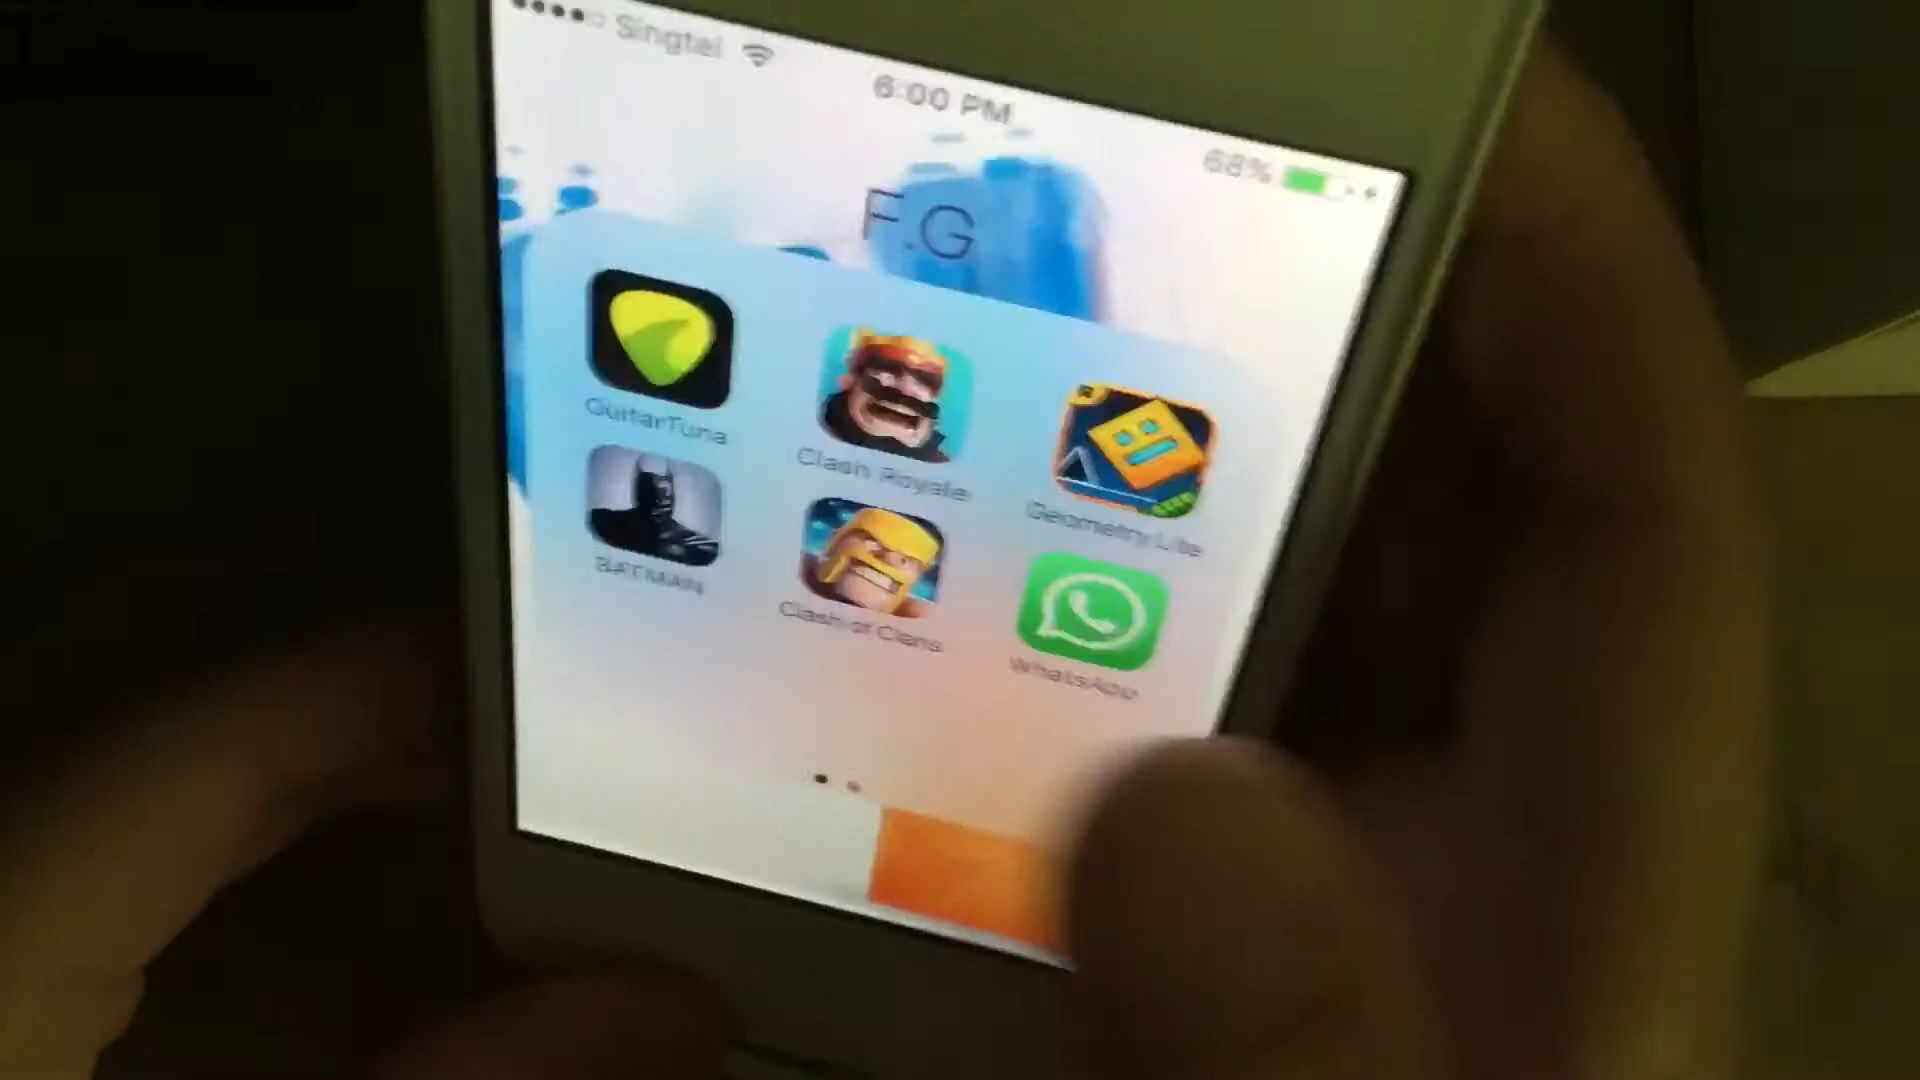 Singtel
6:00 PM
68%
F.G
GuitarTuna
Clash Royale
Geometry Lite
BATMAN
Clash of Clans
WhatsApp